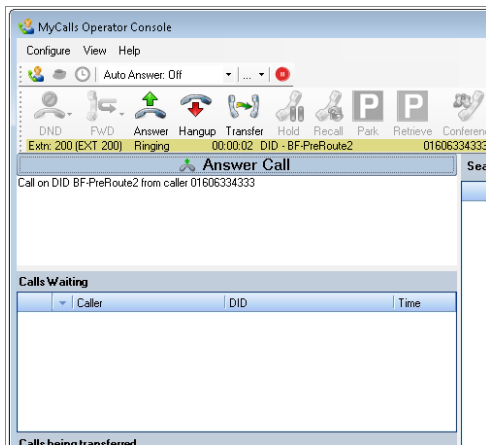 MyCalls Operator Console
Configure View Help
Auto Answer: Off ...
DND FWD Answer Hangup Transfer Hold Recall Park Retrieve Conference
Extn: 200 (EXT 200) Ringing 00:00:02 DID - BF-PreRoute2 01606334333
Answer Call
Sea
Call on DID BF-PreRoute2 from caller 01606334333
Calls Waiting
Caller DID Time
Calls being transferred